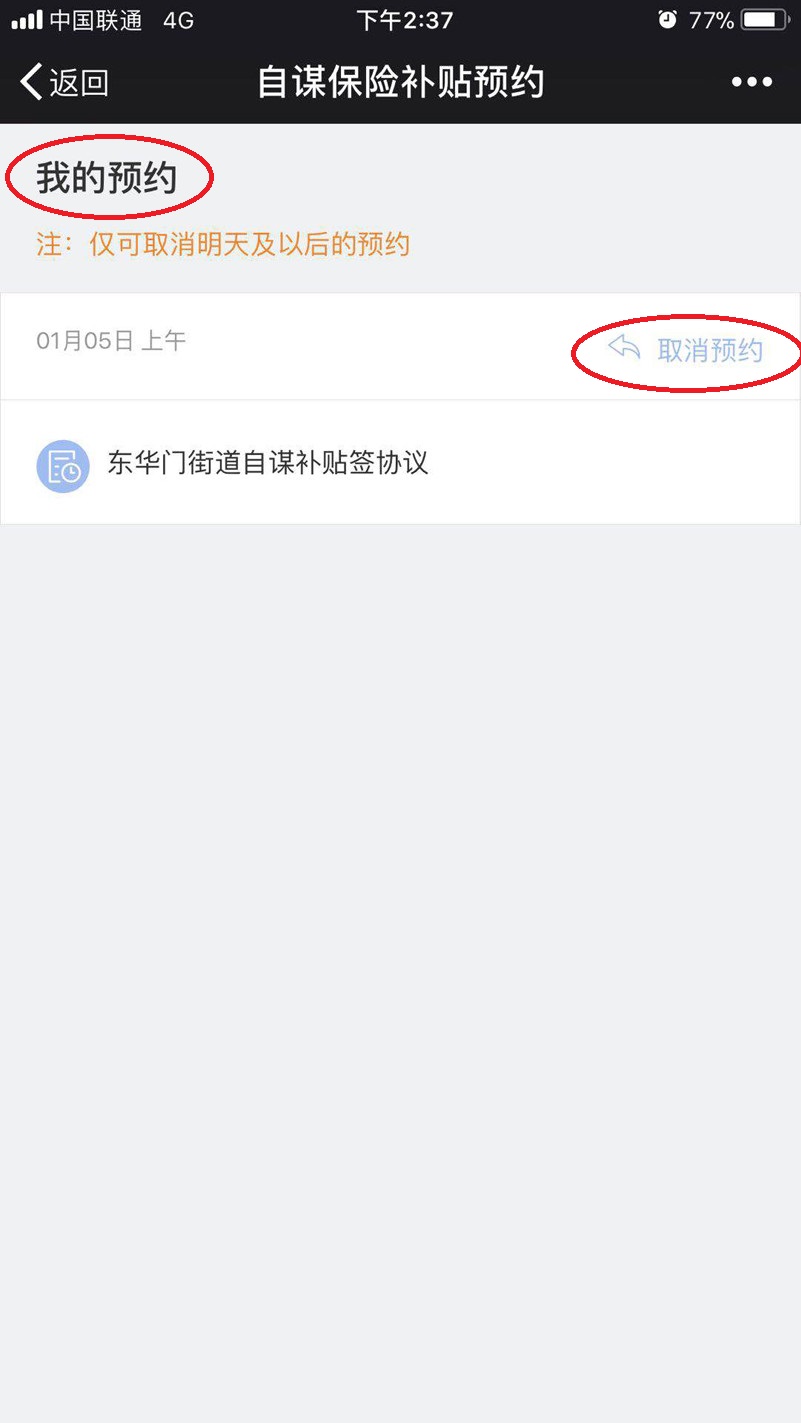 中国联通 4G 下午2:37 77%
返回 自谋保险补贴预约
我的预约
注：仅可取消明天及以后的预约
01月05日 上午 取消预约
东华门街道自谋补贴签协议